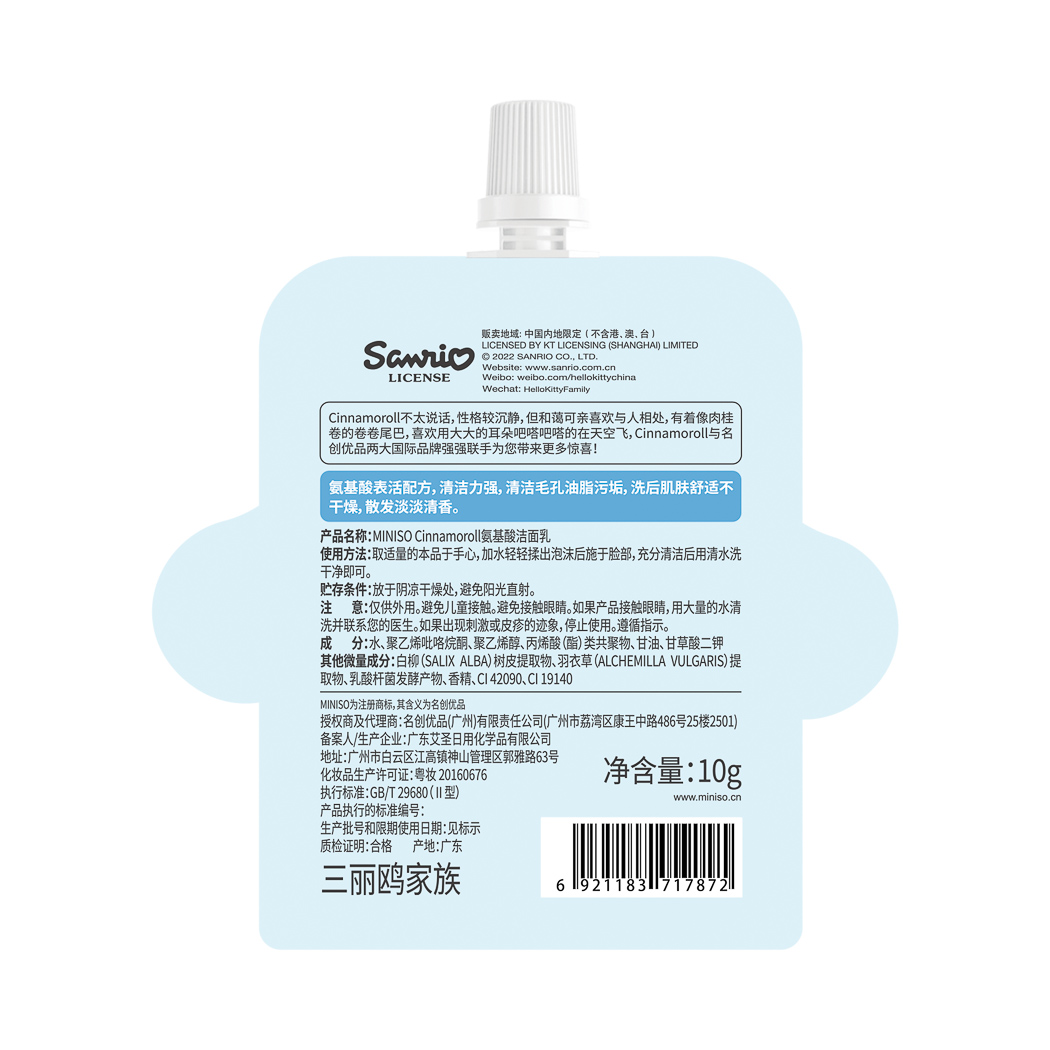 贩卖地域: 中国内地限定（不含港、澳、台）
Sanrio
LICENSE
LICENSED BY KT LICENSING (SHANGHAI) LIMITED
© 2022 SANRIO CO., LTD.
Website: www.sanrio.com.cn
Weibo: weibo.com/hellokittychina
Wechat: HelloKittyFamily
Cinnamoroll不太说话，性格较沉静，但和蔼可亲喜欢与人相处，有着像肉桂
卷的卷卷尾巴，喜欢用大大的耳朵吧嗒吧嗒的在天空飞，Cinnamoroll与名
创优品两大国际品牌强强联手为您带来更多惊喜！
氨基酸表活配方，清洁力强，清洁毛孔油脂污垢，洗后肌肤舒适不
干燥，散发淡淡清香。
产品名称：MINISO Cinnamoroll氨基酸洁面乳
使用方法：取适量的本品于手心，加水轻轻揉出泡沫后施于脸部，充分清洁后用清水洗
干净即可。
贮存条件：放于阴凉干燥处，避免阳光直射。
注 意：仅供外用。避免儿童接触。避免接触眼睛。如果产品接触眼睛，用大量的水清
洗并联系您的医生。如果出现刺激或皮疹的迹象，停止使用。遵循指示。
成 分：水、聚乙烯吡咯烷酮、聚乙烯醇、丙烯酸（酯）类共聚物、甘油、甘草酸二钾
其他微量成分：白柳（SALIX ALBA）树皮提取物、羽衣草（ALCHEMILLA VULGARIS）提
取物、乳酸杆菌发酵产物、香精、CI 42090、CI 19140
MINISO为注册商标，其含义为名创优品
授权商及代理商：名创优品(广州)有限责任公司(广州市荔湾区康王中路486号25楼2501)
备案人/生产企业：广东艾圣日用化学品有限公司
地址：广州市白云区江高镇神山管理区郭雅路63号
化妆品生产许可证：粤妆 20160676
执行标准：GB/T 29680（Ⅱ型）
产品执行的标准编号：
生产批号和限期使用日期：见标示
质检证明：合格 产地：广东
三丽鸥家族
净含量：10g
www.miniso.cn
6 921183 717872